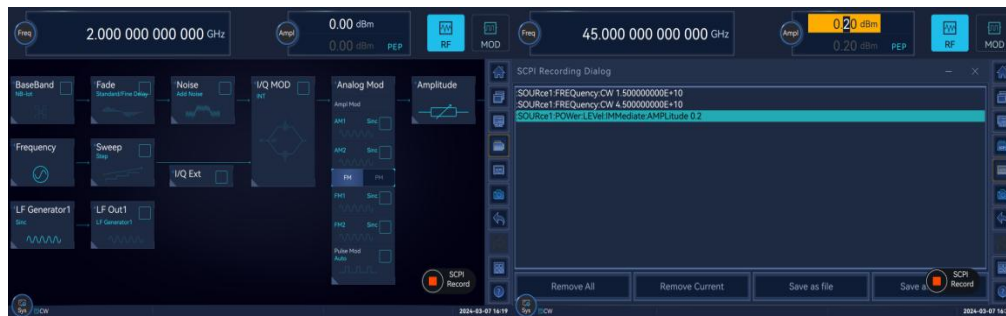 Freq
2.000 000 000 000 GHz
Ampl
0.00 dBm
0.00 dBm PEP
RF
MOD
BaseBand
NB-Iot
Fade
Standard/Fine Delay
Noise
Add Noise
I/Q MOD
INT
Analog Mod
Ampl Mod
AM1 Sinc
AM2 Sinc
FM PM
FM1 Sinc
FM2 Sinc
Pulse Mod
Auto
Amplitude
Frequency
Sweep
Step
I/Q Ext
LF Generator1
Sinc
LF Out1
LF Generator1
SCPI
Record
Sys
CW
2024-03-07 16:19
Freq
45.000 000 000 000 GHz
Ampl
0.20 dBm
0.20 dBm PEP
RF
MOD
SCPI Recording Dialog
:SOURce1:FREQuency:CW 1.500000000E+10
:SOURce1:FREQuency:CW 4.500000000E+10
:SOURce1:POWer:LEVel:IMMediate:AMPLitude 0.2
Remove All
Remove Current
Save as file
Save a
SCPI
Record
Sys
CW
2024-03-07